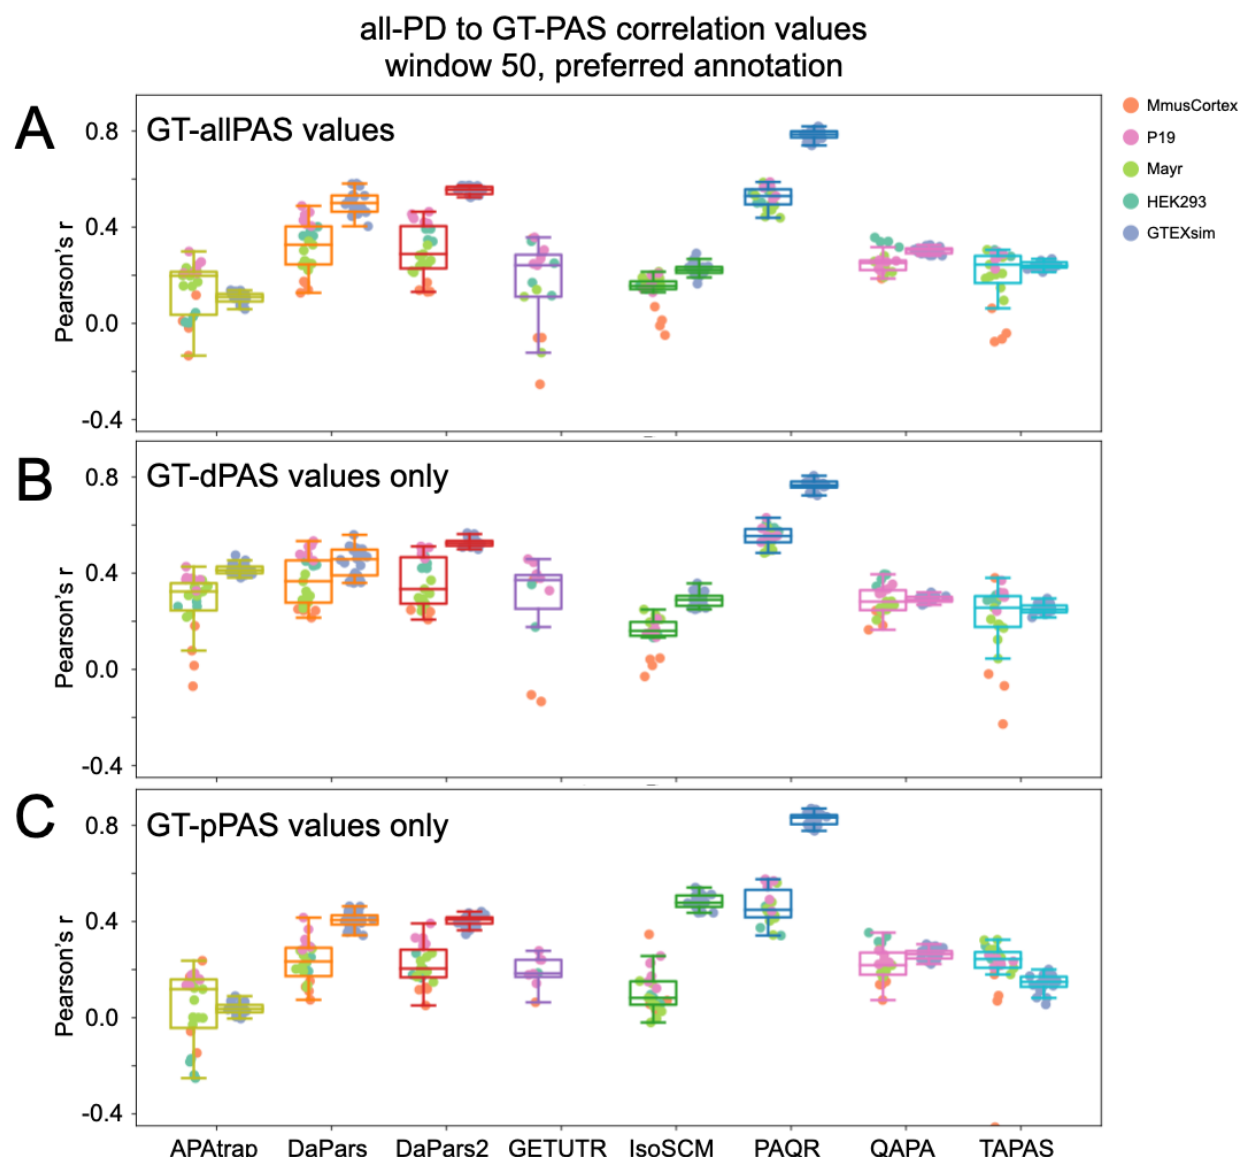 all-PD to GT-PAS correlation values
window 50, preferred annotation
A
GT-allPAS values
0.8
0.4
0.0
-0.4
Pearson's r
MmusCortex
P19
Mayr
HEK293
GTEXsim
B
GT-dPAS values only
0.8
0.4
0.0
-0.4
Pearson's r
C
GT-pPAS values only
0.8
0.4
0.0
-0.4
Pearson's r
APAtrap DaPars DaPars2 GETUTR IsoSCM PAQR QAPA TAPAS